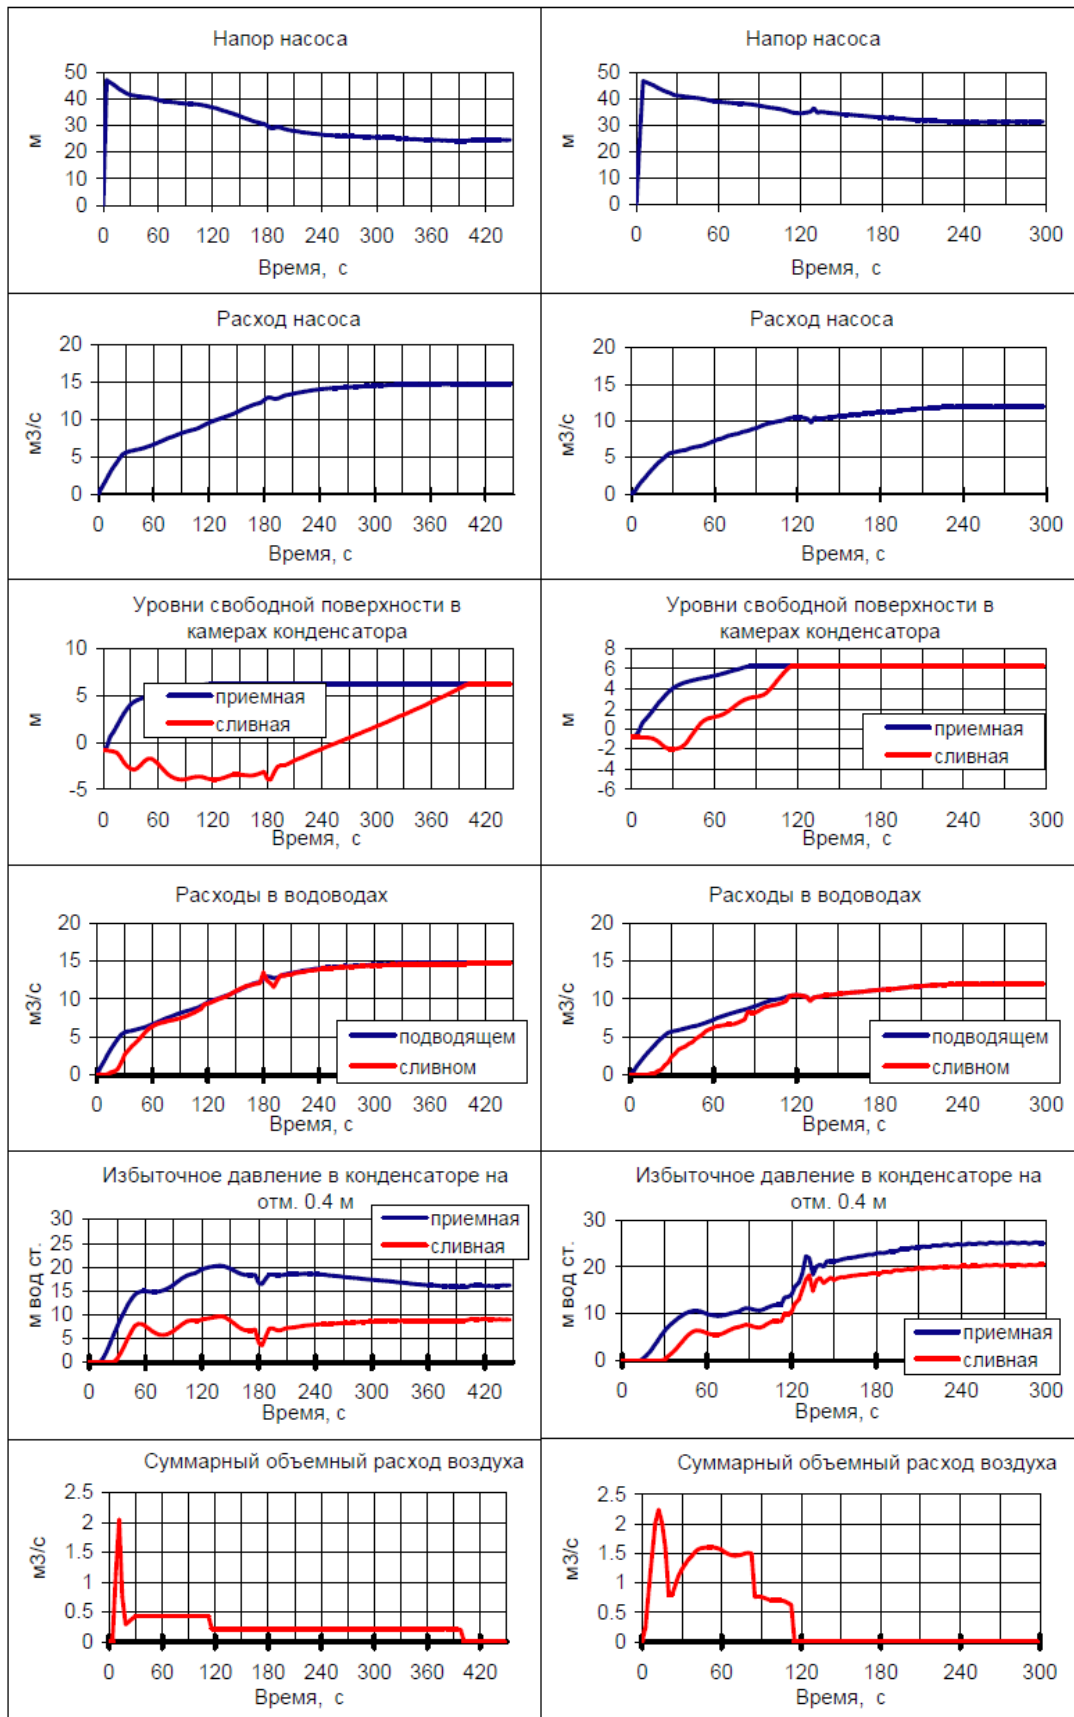 Напор насоса
50
40
30
20
10
0
м
0 60 120 180 240 300 360 420
Время, с
Напор насоса
50
40
30
20
10
0
м
0 60 120 180 240 300
Время, с
Расход насоса
20
15
10
5
0
м3/с
0 60 120 180 240 300 360 420
Время, с
Расход насоса
20
15
10
5
0
м3/с
0 60 120 180 240 300
Время, с
Уровни свободной поверхности в
камерах конденсатора
10
5
0
-5
м
приемная
сливная
0 60 120 180 240 300 360 420
Время, с
Уровни свободной поверхности в
камерах конденсатора
8
6
4
2
0
-2
-4
-6
м
приемная
сливная
0 60 120 180 240 300
Время, с
Расходы в водоводах
20
15
10
5
0
м3/с
подводящем
сливном
0 60 120 180 240 300 360 420
Время, с
Расходы в водоводах
20
15
10
5
0
м3/с
подводящем
сливном
0 60 120 180 240 300
Время, с
Избыточное давление в конденсаторе на
отм. 0.4 м
30
25
20
15
10
5
0
м вод ст.
приемная
сливная
0 60 120 180 240 300 360 420
Время, с
Избыточное давление в конденсаторе на
отм. 0.4 м
30
20
10
0
м вод ст.
приемная
сливная
0 60 120 180 240 300
Время, с
Суммарный объемный расход воздуха
2.5
2
1.5
1
0.5
0
м3/с
0 60 120 180 240 300 360 420
Время, с
Суммарный объемный расход воздуха
2.5
2
1.5
1
0.5
0
м3/с
0 60 120 180 240 300
Время, с